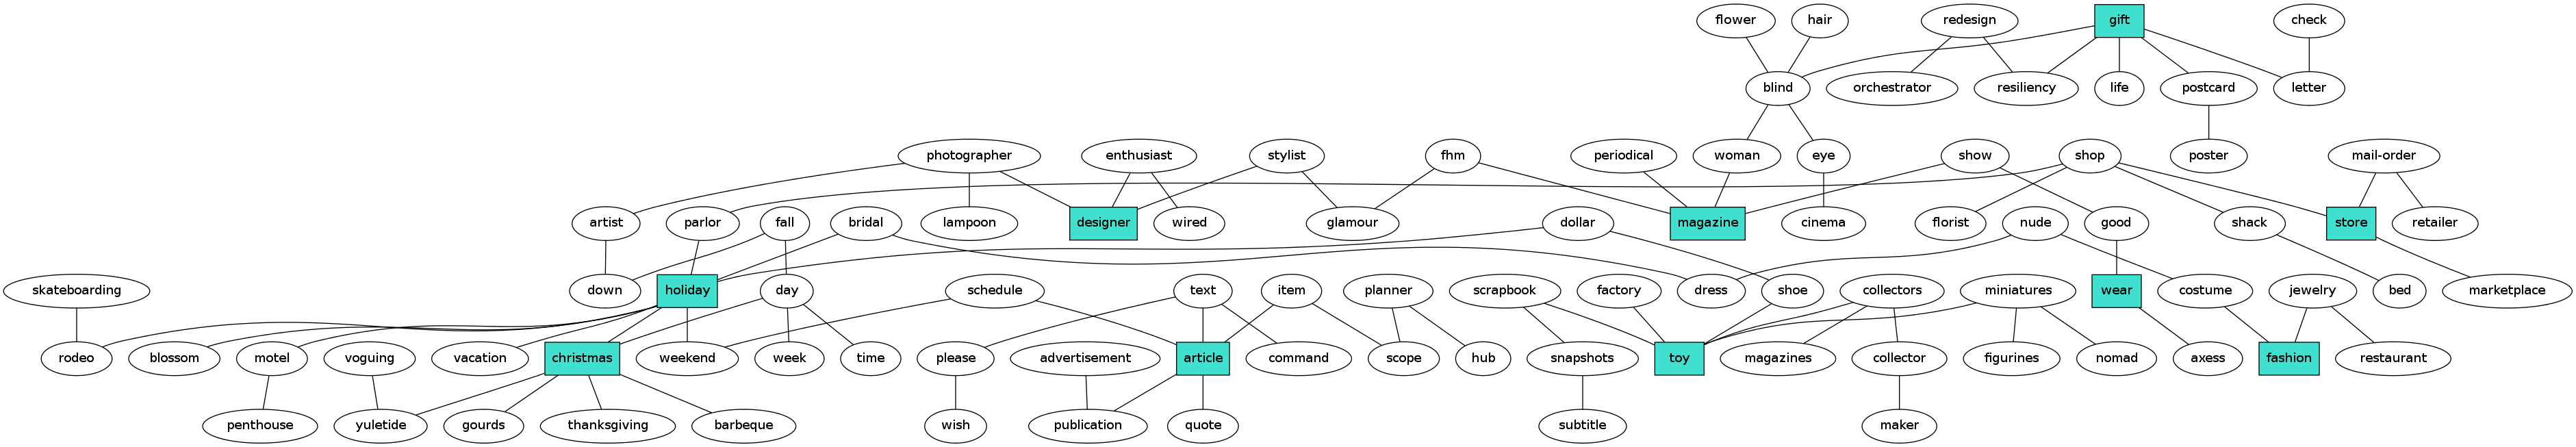 flower
hair
redesign
gift
check
blind
orchestrator
resiliency
life
postcard
letter
photographer
enthusiast
stylist
fhm
periodical
woman
eye
show
shop
poster
mail-order
artist
parlor
fall
bridal
lampoon
designer
wired
glamour
dollar
magazine
cinema
florist
nude
good
shack
store
retailer
skateboarding
down
holiday
day
schedule
text
item
planner
scrapbook
factory
dress
shoe
collectors
miniatures
wear
costume
jewelry
bed
marketplace
rodeo
blossom
motel
voguing
vacation
christmas
weekend
week
time
please
advertisement
article
command
scope
hub
snapshots
toy
magazines
collector
figurines
nomad
axess
fashion
restaurant
penthouse
yuletide
gourds
thanksgiving
barbeque
wish
publication
quote
subtitle
maker